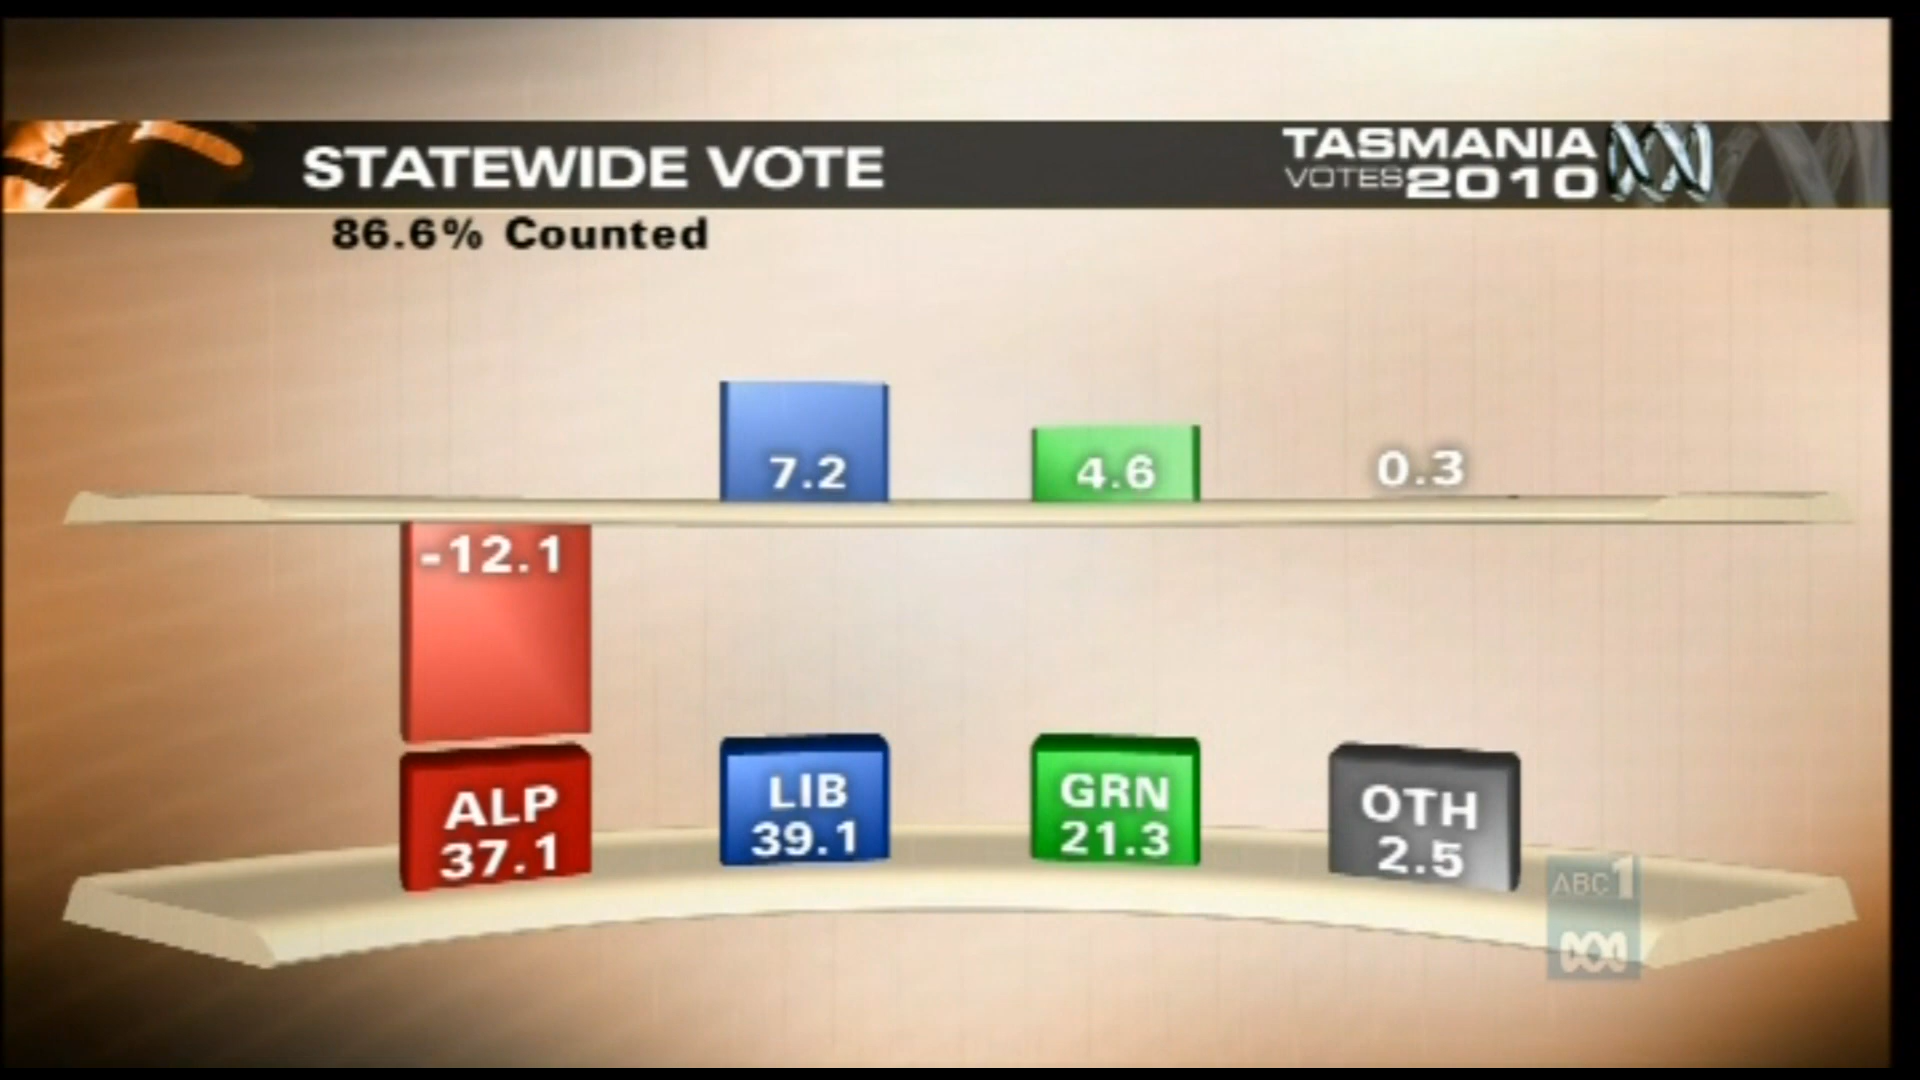 STATEWIDE VOTE
TASMANIA
VOTES 2010
86.6% Counted
7.2
4.6
0.3
-12.1
ALP
37.1
LIB
39.1
GRN
21.3
OTH
2.5
ABC1